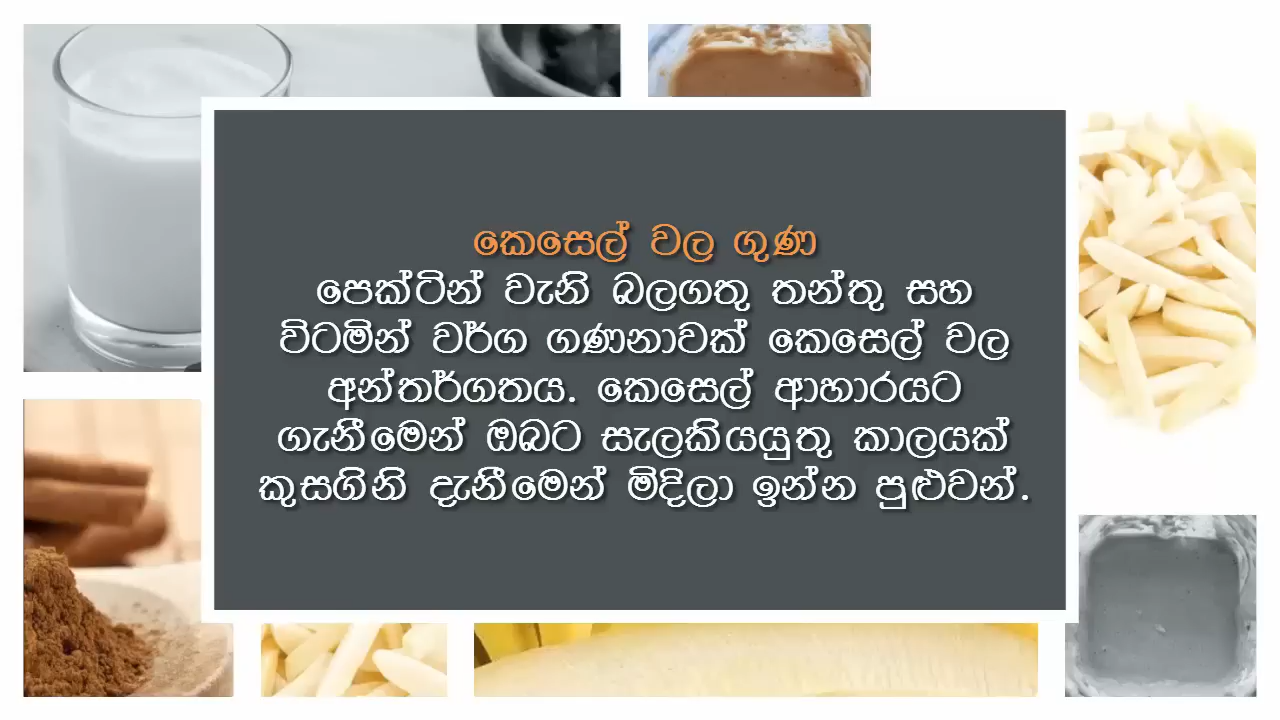 කෙසෙල් වල ගුණ
පෙක්ටින් වැනි බලගතු තන්තු සහ
විටමින් වර්ග ගණනාවක් කෙසෙල් වල
අන්තර්ගතය. කෙසෙල් ආහාරයට
ගැනීමෙන් ඔබට සැලකියයුතු කාලයක්
කුසගිනි දැනීමෙන් මිදිලා ඉන්න පුළුවන්.